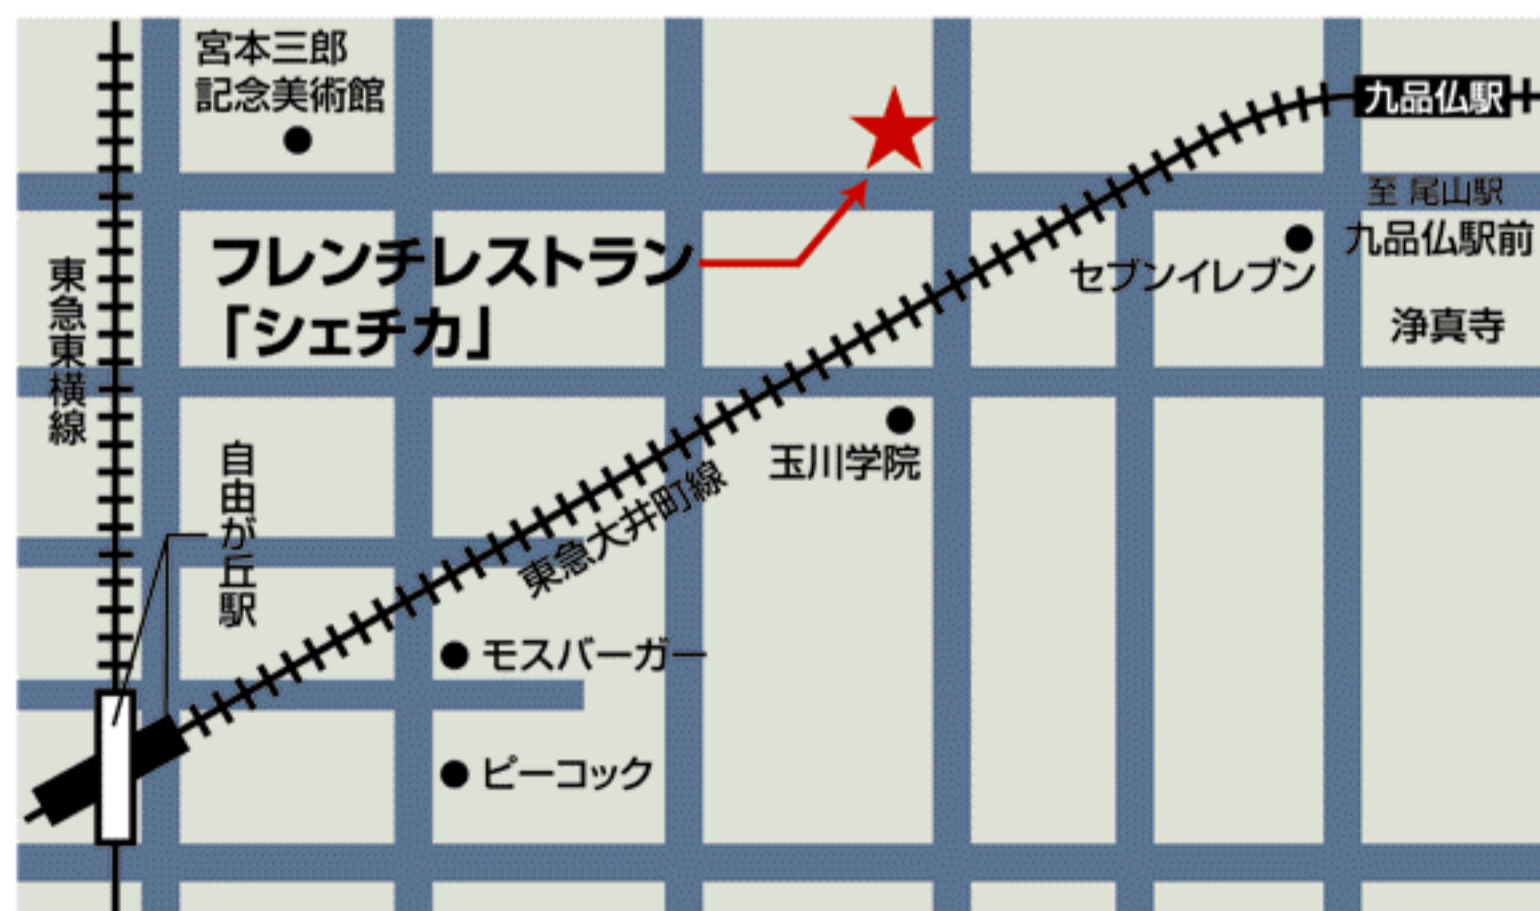 宮本三郎
記念美術館
九品仏駅
至 尾山駅
九品仏駅前
セブンイレブン
浄真寺
フレンチレストラン
「シェチカ」
東急東横線
自由が丘駅
玉川学院
東急大井町線
モスバーガー
ピーコック